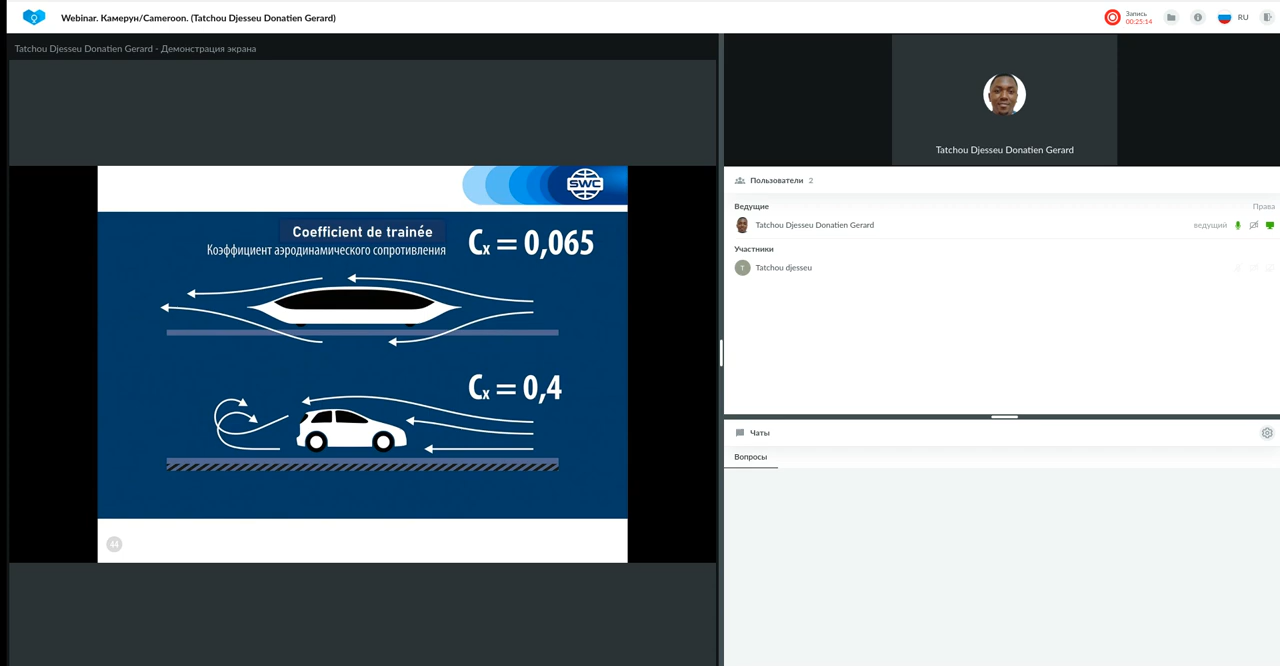 Webinar. Камерун/Cameroon. (Tatchou Djesseu Donatien Gerard)
Запись
00:25:14
RU
Tatchou Djesseu Donatien Gerard - Демонстрация экрана
SWC
Coefficient de trainée
Коэффициент аэродинамического сопротивления
Cx = 0,065
Cx = 0,4
44
Tatchou Djesseu Donatien Gerard
Пользователи 2
Ведущие Права
Tatchou Djesseu Donatien Gerard ведущий
Участники
T Tatchou djesseu
Чаты
Вопросы